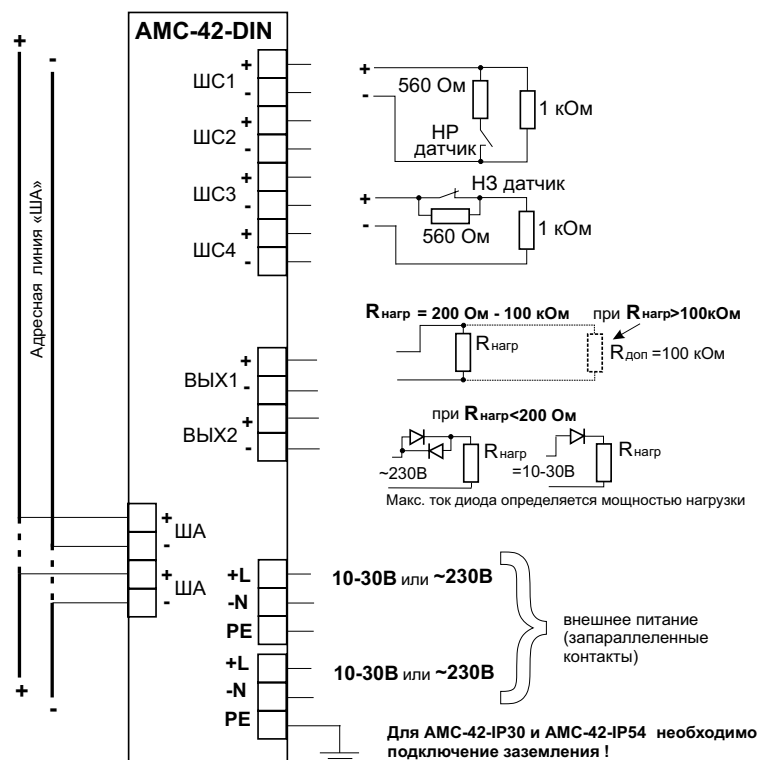 АМС-42-DIN
+
-
Адресная линия «ША»
ШС1
+
-
ШС2
+
-
ШС3
+
-
ШС4
+
-
+
-
560 Ом
1 кОм
НР
датчик
+
-
НЗ датчик
560 Ом
1 кОм
ВЫХ1
+
-
ВЫХ2
+
-
Rнагр = 200 Ом - 100 кОм
при Rнагр>100кОм
Rнагр
Rдоп =100 кОм
при Rнагр<200 Ом
Rнагр
~230В
Rнагр
=10-30В
Макс. ток диода определяется мощностью нагрузки
+
ША
-
+
ША
-
+L
10-30В или ~230В
-N
PE
+L
10-30В или ~230В
-N
PE
внешнее питание
(запараллеленные
контакты)
+
-
Для АМС-42-IP30 и АМС-42-IP54 необходимо
подключение заземления !